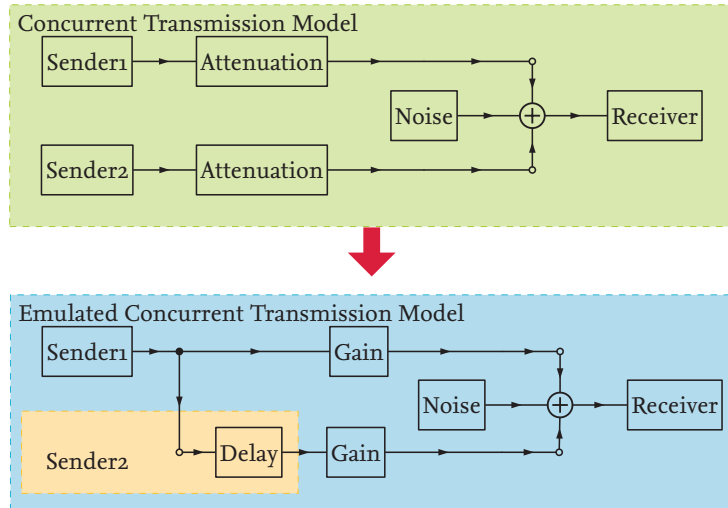 Concurrent Transmission Model
Sender1
Attenuation
Noise
Receiver
Sender2
Attenuation
Emulated Concurrent Transmission Model
Sender1
Gain
Noise
Receiver
Sender2
Delay
Gain